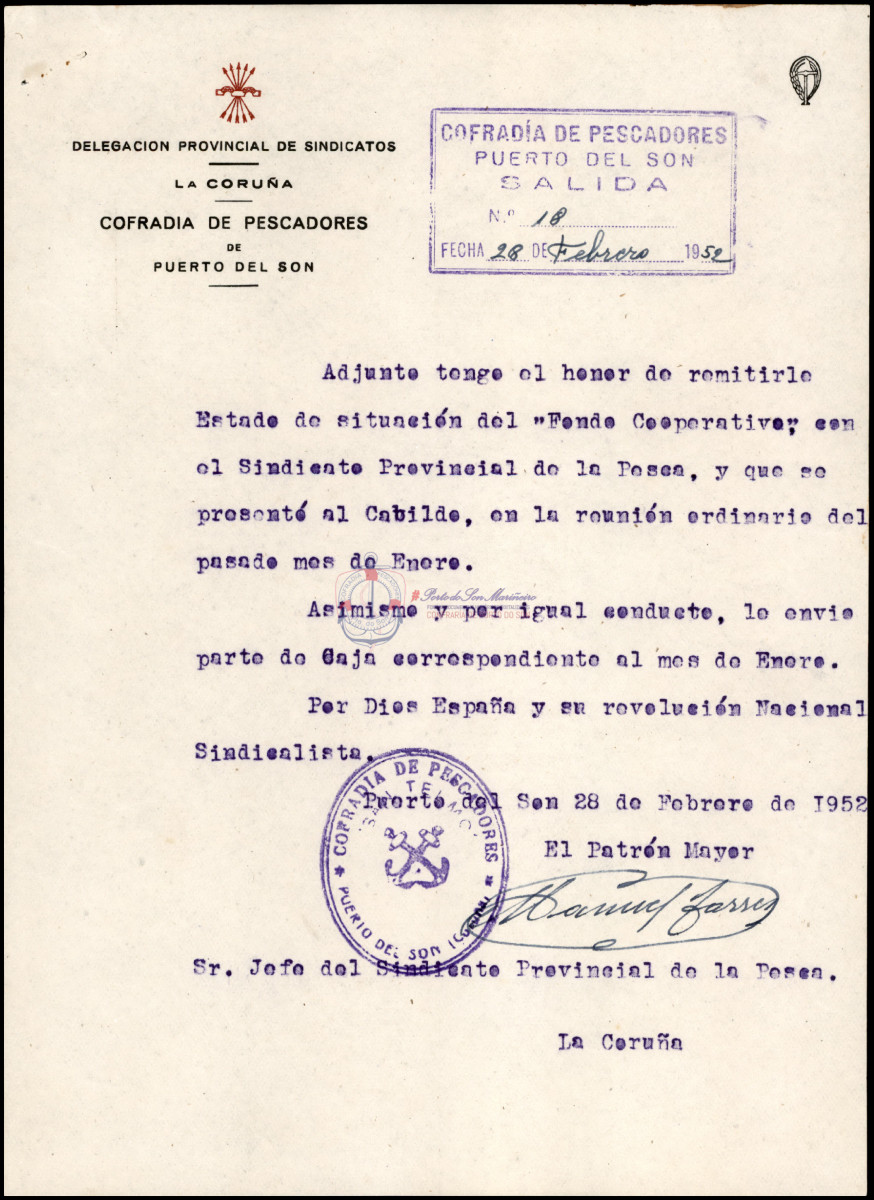 DELEGACION PROVINCIAL DE SINDICATOS
LA CORUÑA
COFRADIA DE PESCADORES
DE
PUERTO DEL SON
COFRADÍA DE PESCADORES
PUERTO DEL SON
SALIDA
N.º 18
FECHA 28 DE Febrero 1952
Adjunto tengo el honor de remitirle
Estado de situación del "Fondo Cooperativo", con
el Sindicato Provincial de la Pesca, y que se
presentó al Cabildo, en la reunión ordinario del
pasado mes de Enero.
#PortodoSonMariñeiro
Asimismo y por igual conducto, le envio
parte de Caja correspondiente al mes de Enero.
Por Dios España y su revolución Nacional
Sindicalista.
COFRADIA DE PESCADORES
SAN TELMO
PUERTO DEL SON
Puerto del Son 28 de Febrero de 1952
El Patrón Mayor
Manuel
Sr. Jefe del Sindicato Provincial de la Pesca.
La Coruña